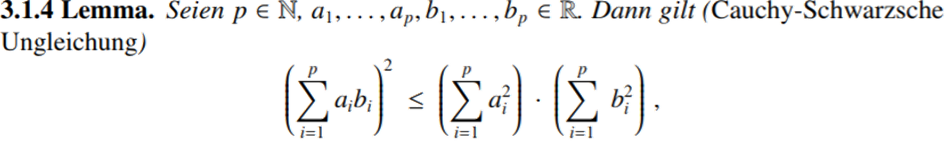 3.1.4 Lemma. Seien p ∈ ℕ, a₁, . . . , aₚ, b₁, . . . , bₚ ∈ ℝ. Dann gilt (Cauchy-Schwarzsche
Ungleichung)
(∑_{i=1}^{p} aᵢbᵢ)² ≤ (∑_{i=1}^{p} aᵢ²) · (∑_{i=1}^{p} bᵢ²) ,